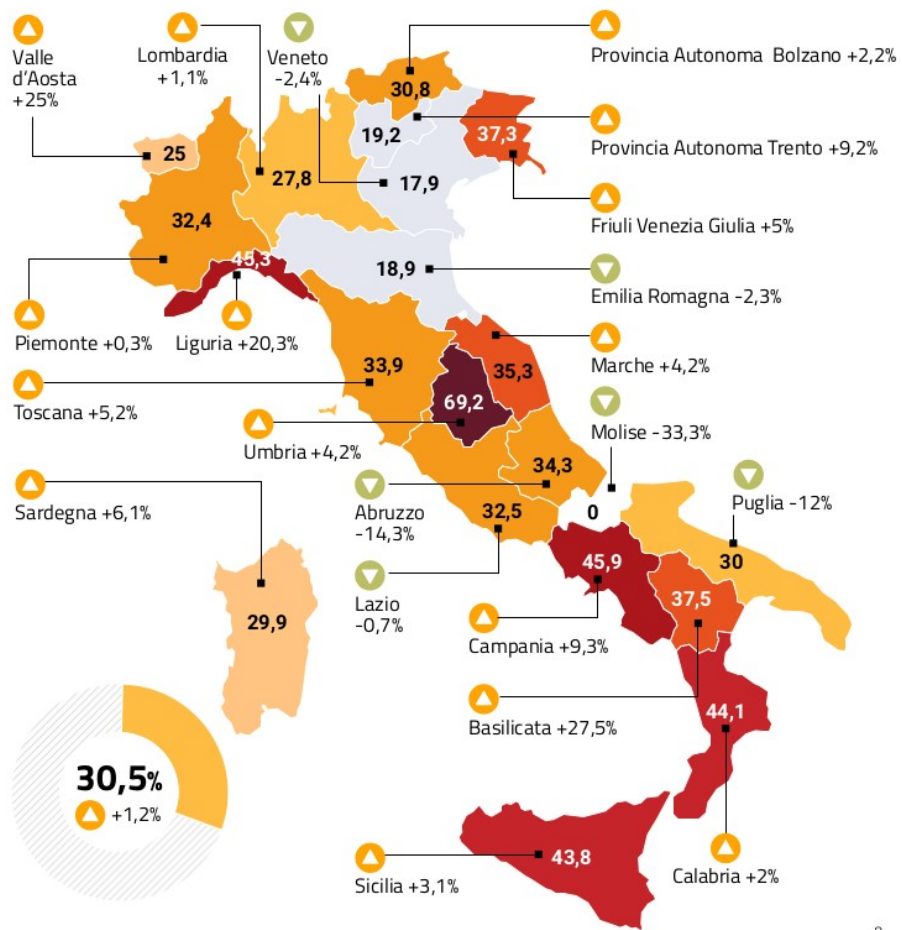 Valle
d'Aosta
+25%
Lombardia
+1,1%
Veneto
-2,4%
Provincia Autonoma Bolzano +2,2%
Provincia Autonoma Trento +9,2%
Friuli Venezia Giulia +5%
Emilia Romagna -2,3%
Marche +4,2%
Molise -33,3%
Puglia -12%
30,8
19,2
37,3
25
27,8
17,9
32,4
45,3
18,9
Piemonte +0,3%
Liguria +20,3%
33,9
35,3
Toscana +5,2%
69,2
Umbria +4,2%
34,3
Sardegna +6,1%
Abruzzo
-14,3%
32,5
0
30
45,9
Lazio
-0,7%
37,5
29,9
Campania +9,3%
44,1
Basilicata +27,5%
30,5%
+1,2%
43,8
Sicilia +3,1%
Calabria +2%